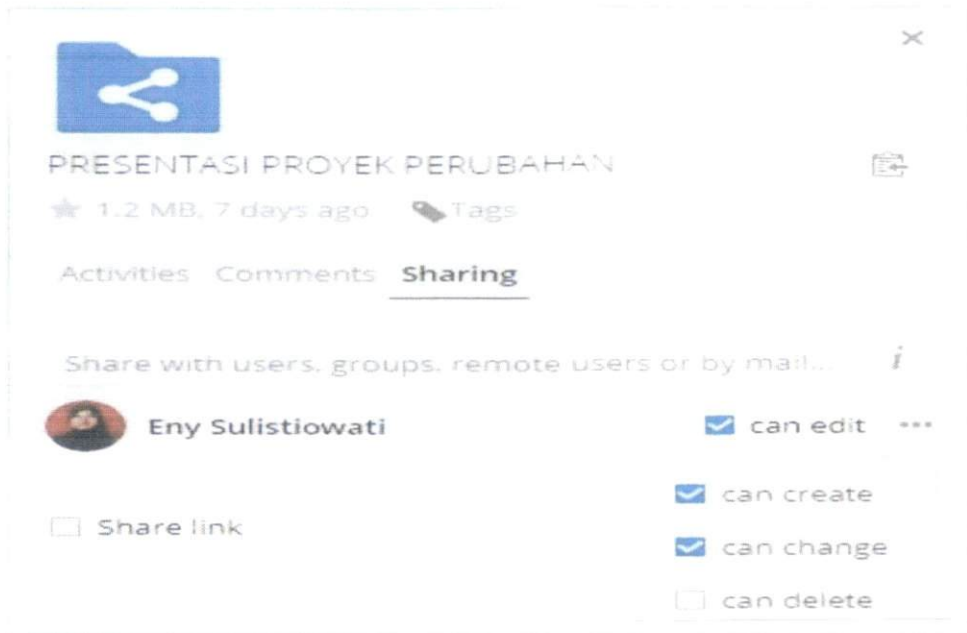 PRESENTASI PROYEK PERUBAHAN
1.2 MB, 7 days ago Tags
Activities Comments Sharing
Share with users, groups, remote users or by mail... i
Eny Sulistiowati can edit ...
can create
Share link
can change
can delete